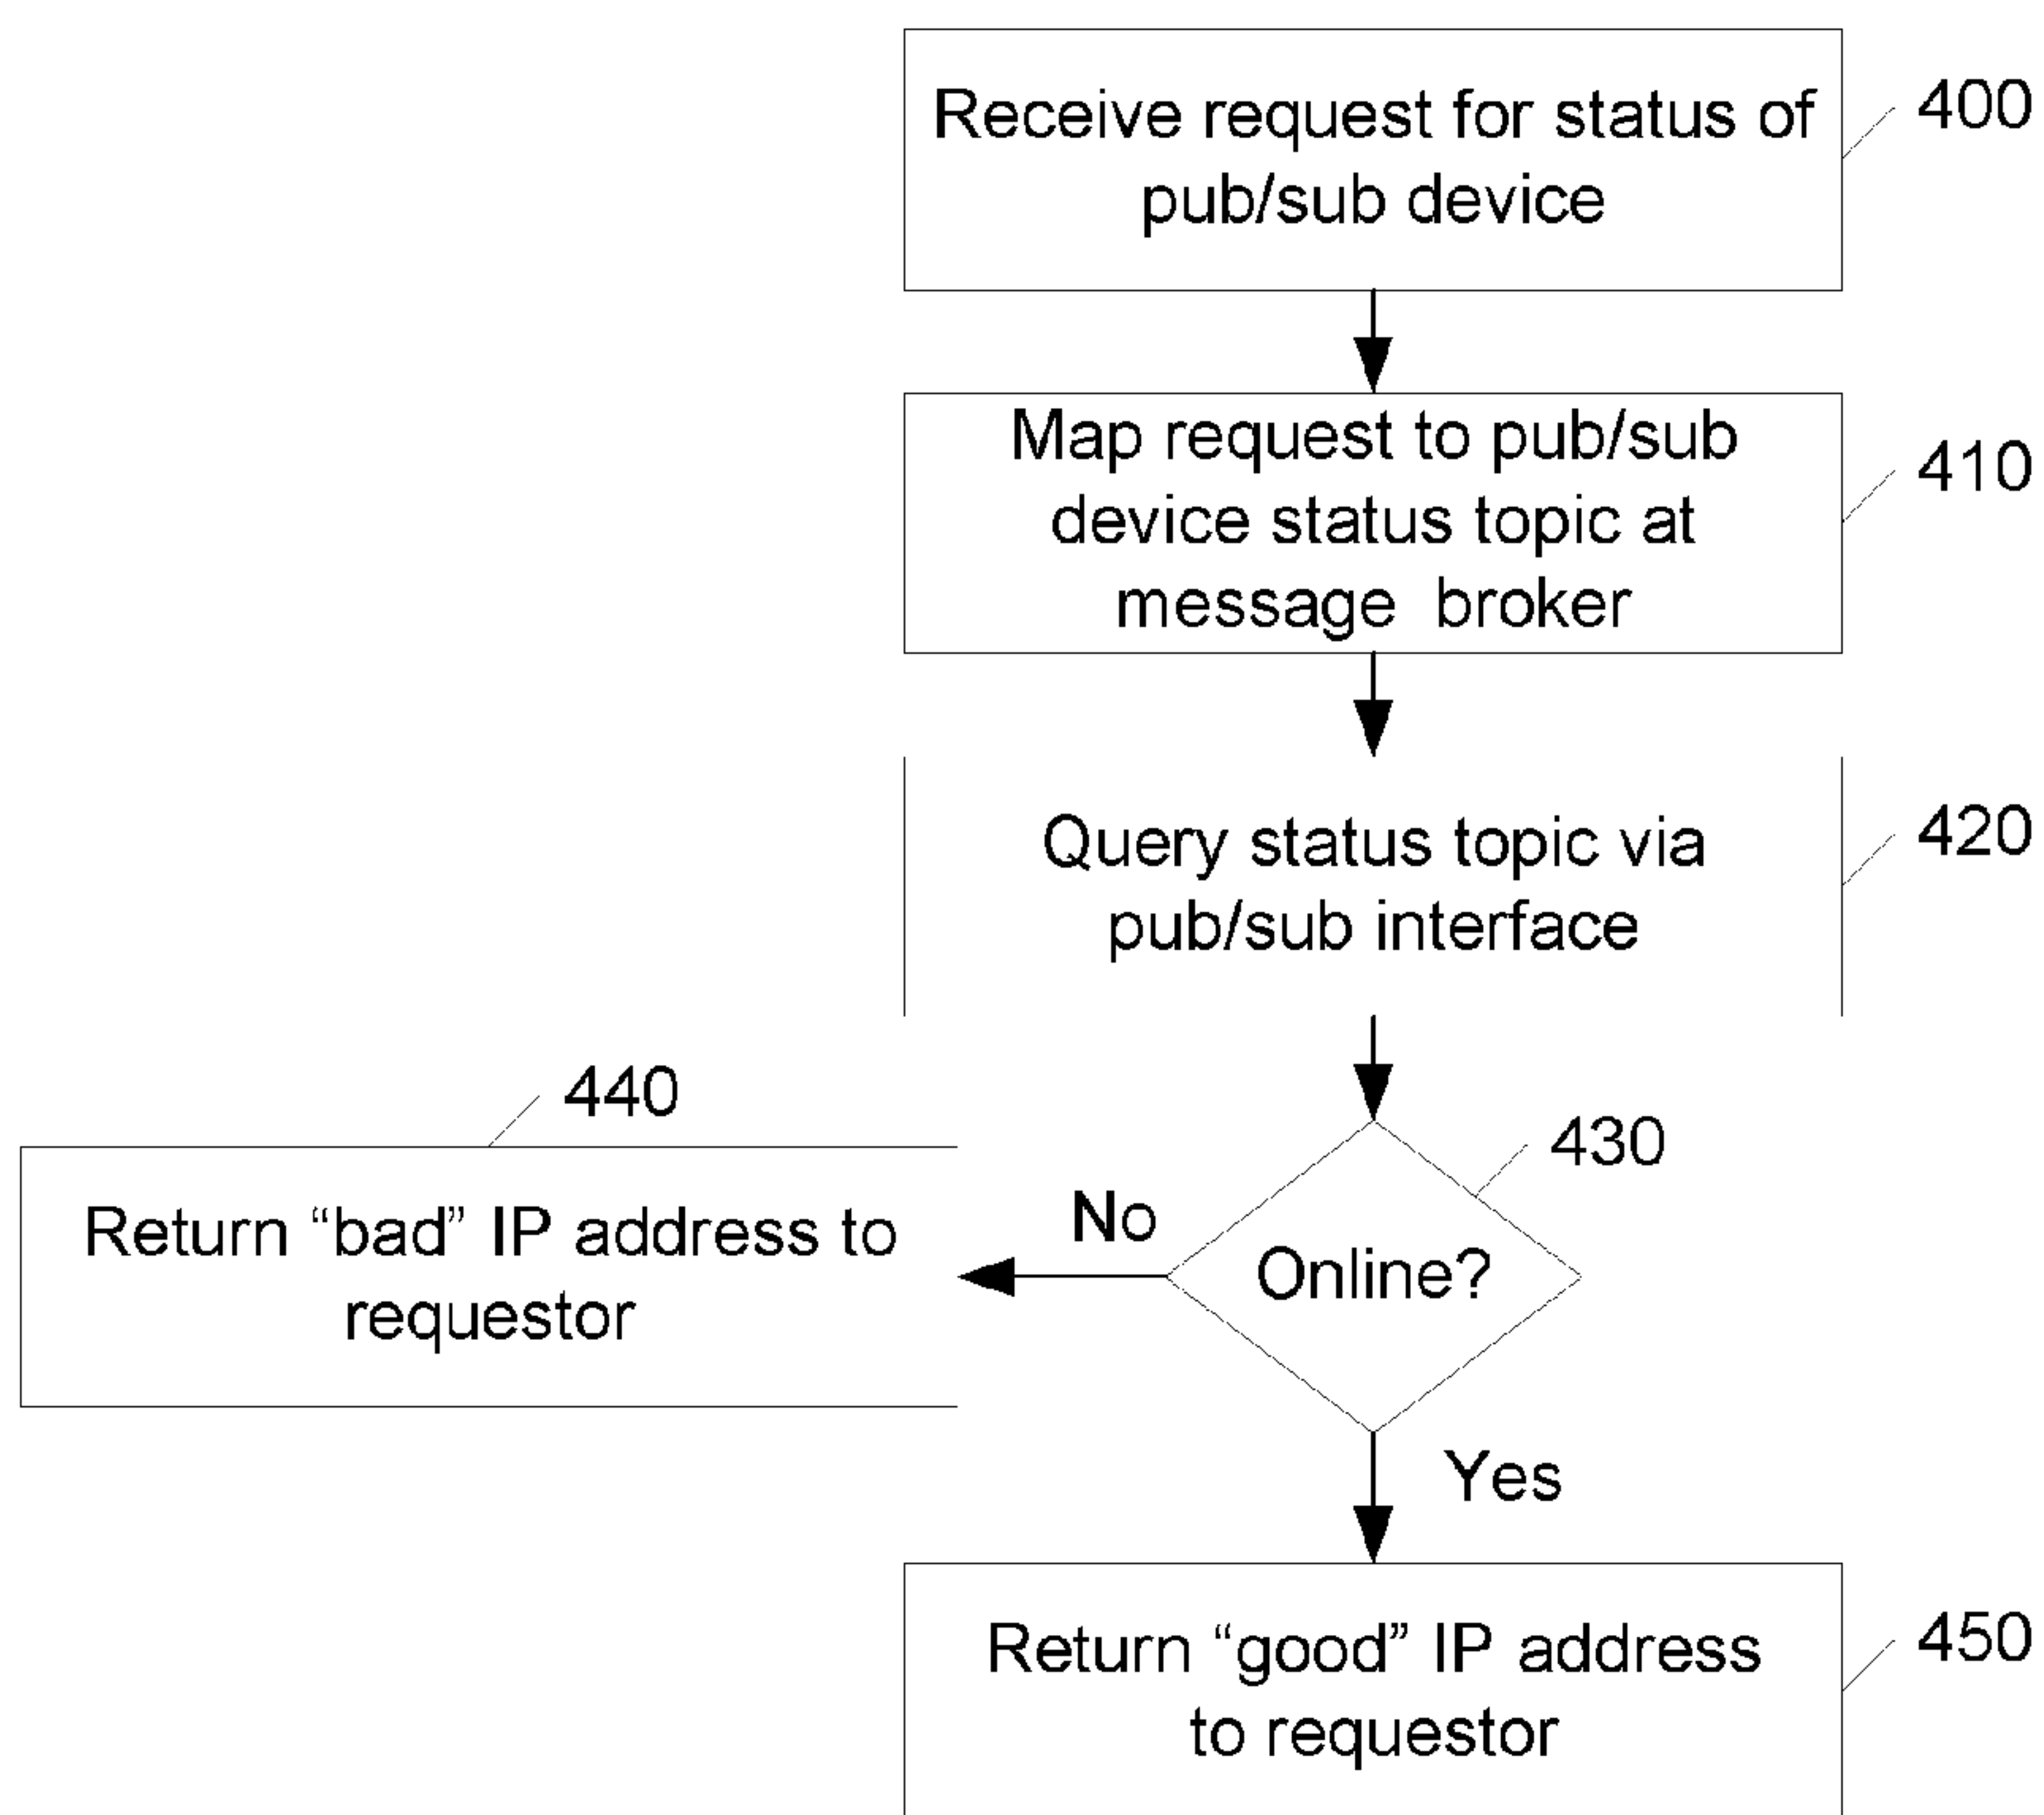 Receive request for status of
pub/sub device
400
Map request to pub/sub
device status topic at
message broker
410
Query status topic via
pub/sub interface
420
430
Online?
No
440
Return “bad” IP address to
requestor
Yes
Return “good” IP address
to requestor
450